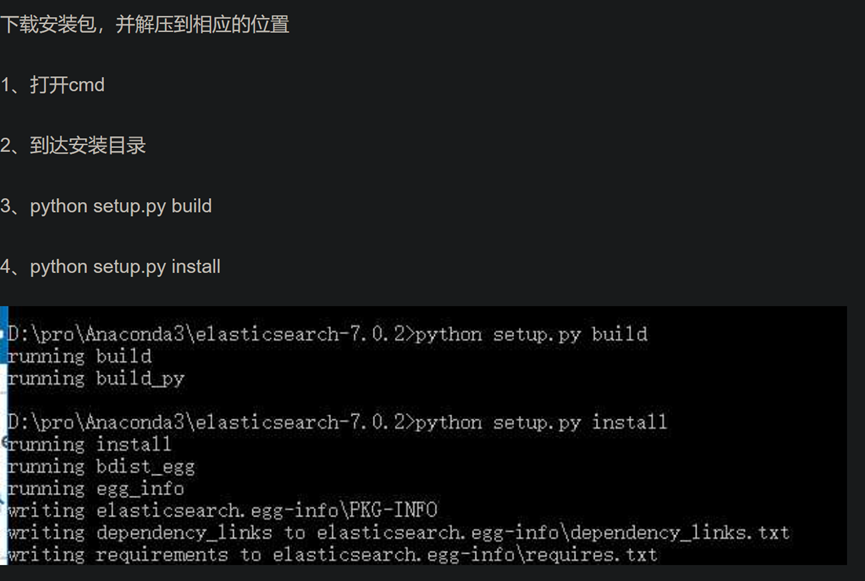 下载安装包，并解压到相应的位置
1、打开cmd
2、到达安装目录
3、python setup.py build
4、python setup.py install
D:\pro\Anaconda3\elasticsearch-7.0.2>python setup.py build
running build
running build_py
D:\pro\Anaconda3\elasticsearch-7.0.2>python setup.py install
running install
running bdist_egg
running egg_info
writing elasticsearch.egg-info\PKG-INFO
writing dependency_links to elasticsearch.egg-info\dependency_links.txt
writing requirements to elasticsearch.egg-info\requires.txt